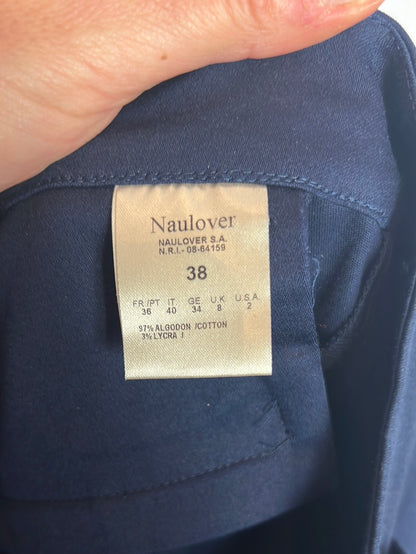 Naulover
NAULOVER S.A.
N.R.I.- 08-64159
38
FR./PT IT GE U.K U.S.A.
36 40 34 8 2
97% ALGODON /COTTON
3% LYCRA /